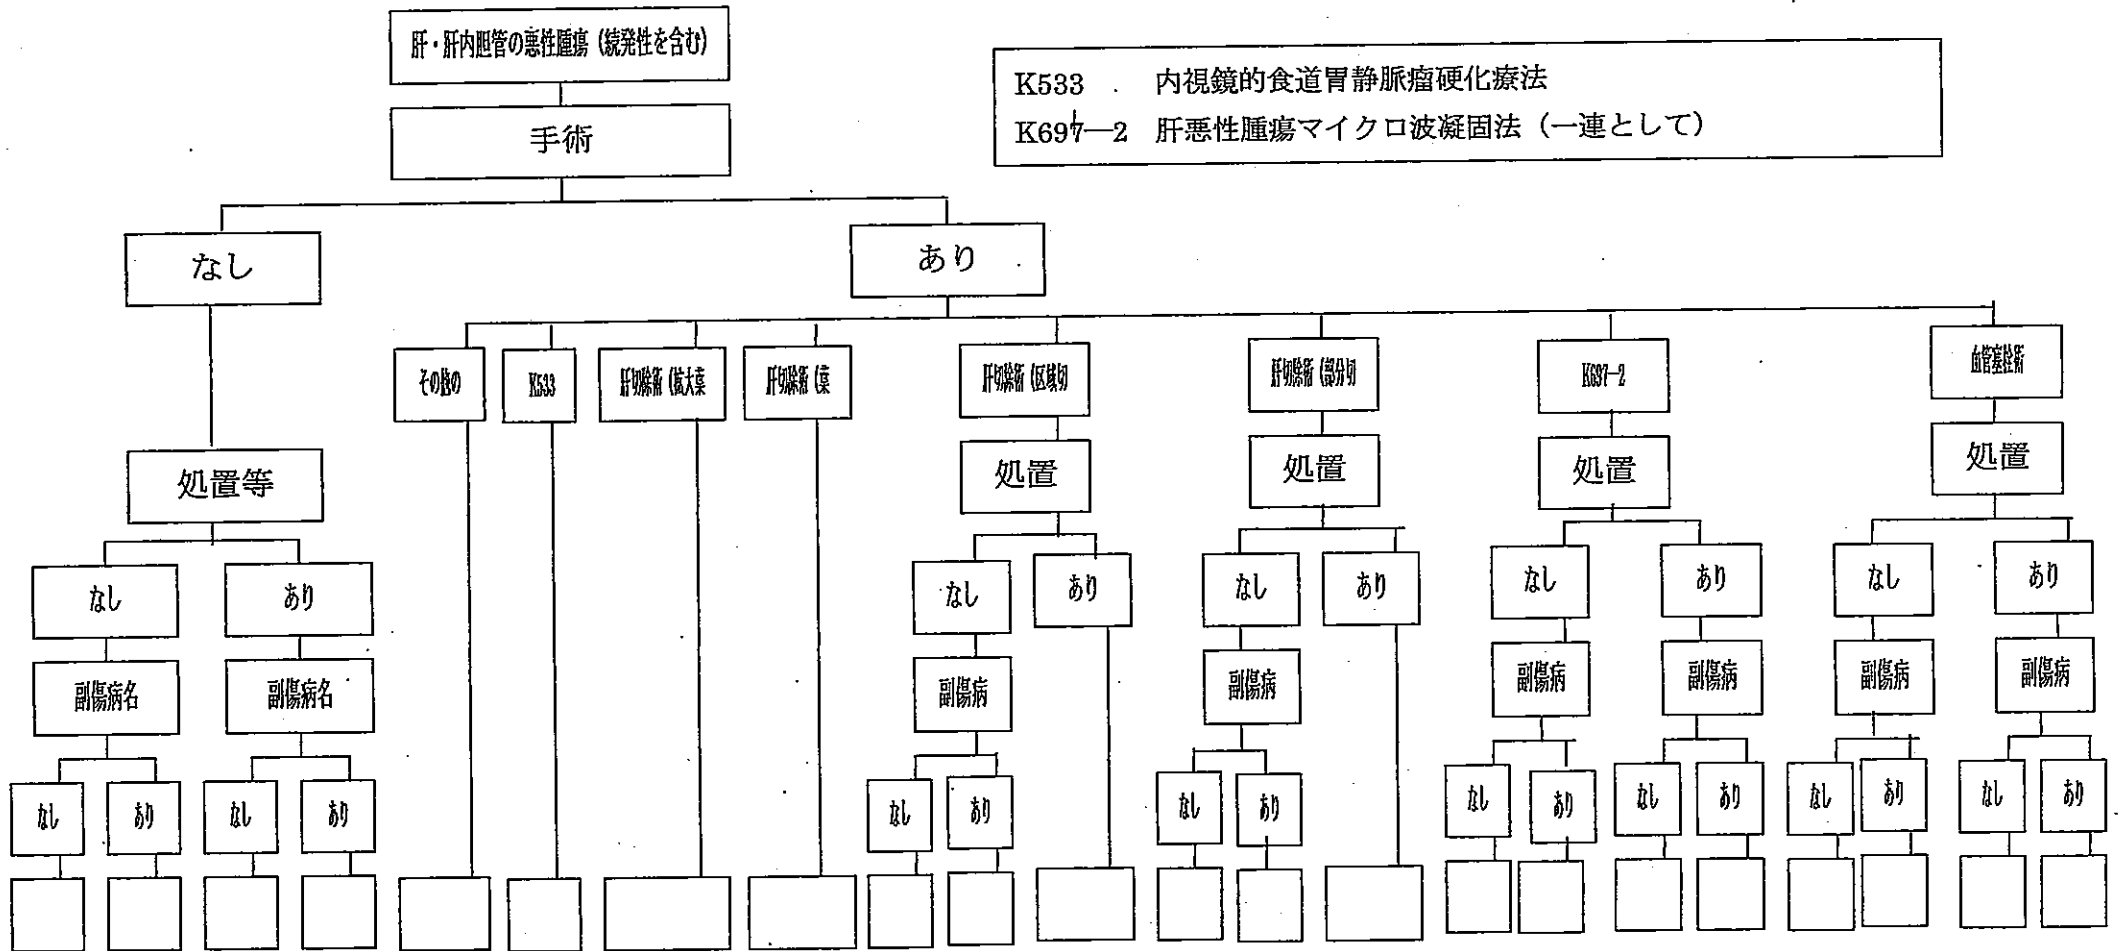 肝・肝内胆管の悪性腫瘍（続発性を含む）
K533 内視鏡的食道胃静脈瘤硬化療法
K697―2 肝悪性腫瘍マイクロ波凝固法（一連として）
手術
なし
あり
その他の
K533
肝切除術（拡大葉
肝切除術（葉
肝切除術（区域切
肝切除術（部分切
K697―2
血管塞栓術
処置等
処置
処置
処置
処置
なし
あり
なし
あり
なし
あり
なし
あり
なし
あり
副傷病名
副傷病名
副傷病
副傷病
副傷病
副傷病
副傷病
副傷病
なし
あり
なし
あり
なし
あり
なし
あり
なし
あり
なし
あり
なし
あり
なし
あり